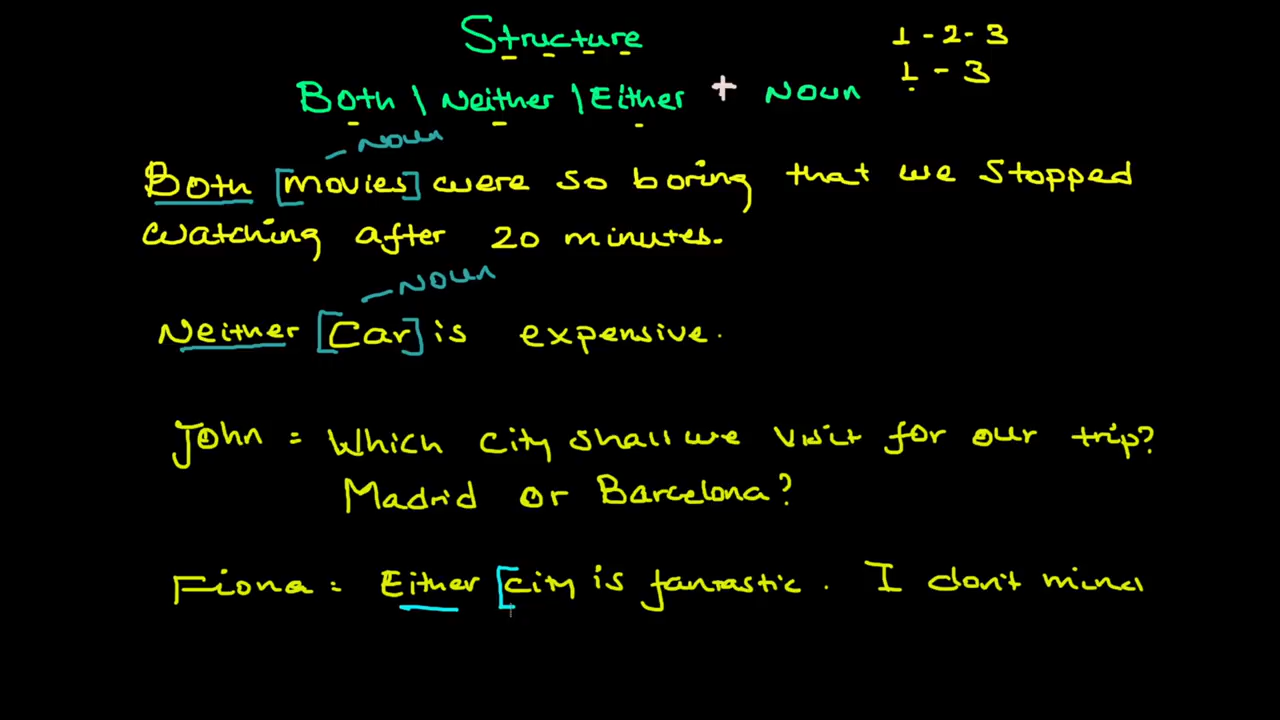 Structure
1 - 2 - 3
1 - 3
Both \ Neither \ Either + Noun
- Noun
Both [movies] were so boring that we stopped
watching after 20 minutes.
- Noun
Neither [Car] is expensive.
John = Which city shall we visit for our trip?
Madrid or Barcelona?
Fiona = Either [city is fantastic. I don't mind